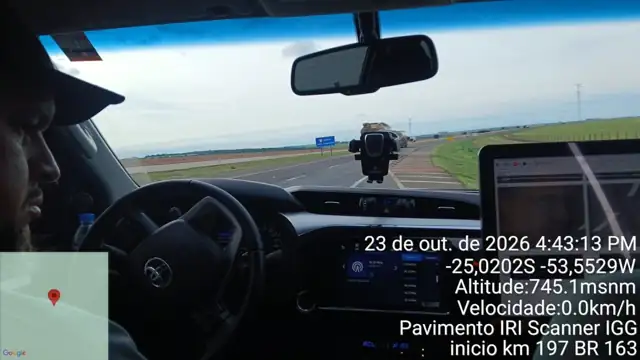 23 de out. de 2026 4:43:13 PM
-25,0202S -53,5529W
Altitude:745.1msnm
Velocidade:0.0km/h
Pavimento IRI Scanner IGG
inicio km 197 BR 163
Google